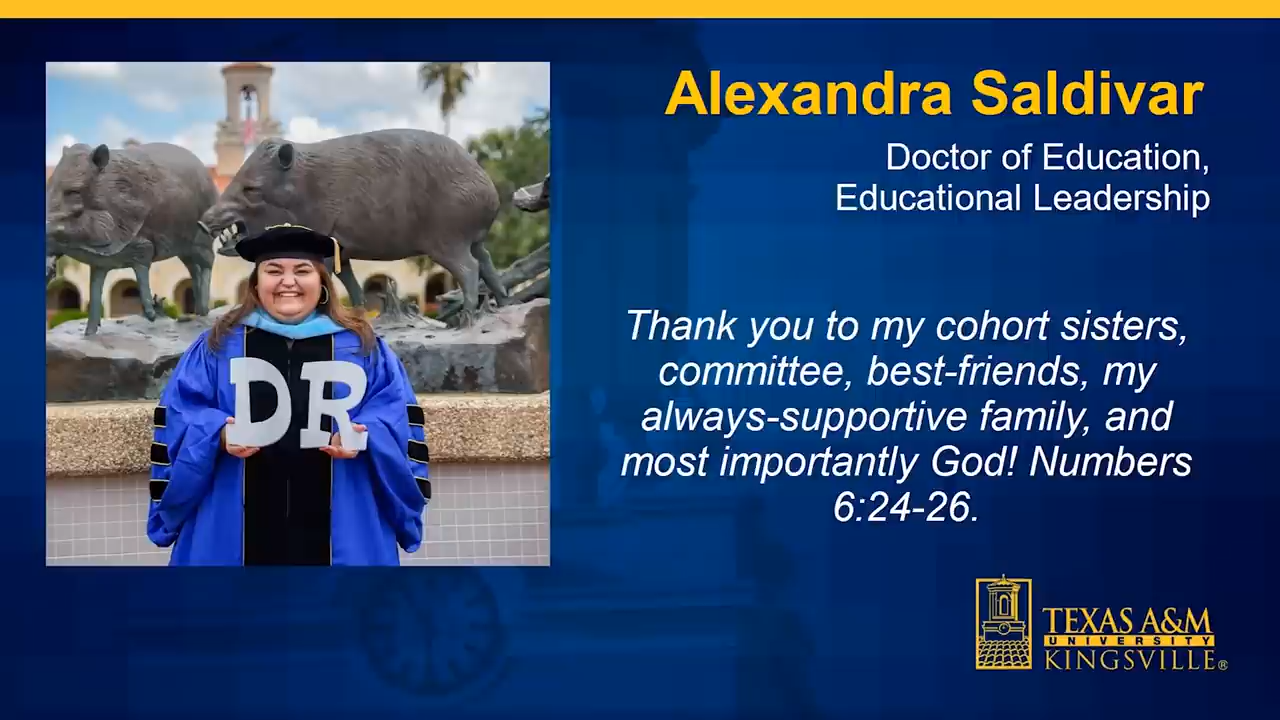 Alexandra Saldivar
Doctor of Education,
Educational Leadership
DR
Thank you to my cohort sisters,
committee, best-friends, my
always-supportive family, and
most importantly God! Numbers
6:24-26.
TEXAS A&M
UNIVERSITY
KINGSVILLE®